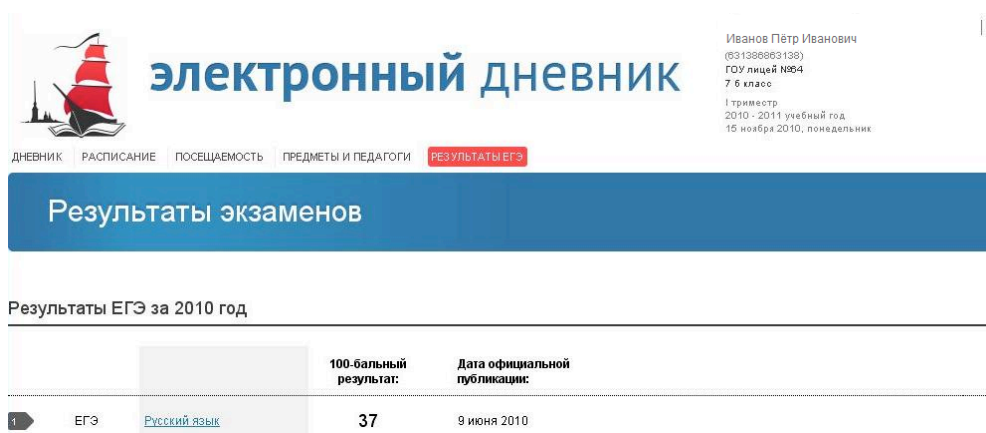 электронный дневник
Иванов Пётр Иванович
(631386863138)
ГОУ лицей №64
7 б класс
I триместр
2010 - 2011 учебный год
15 ноября 2010, понедельник
ДНЕВНИК РАСПИСАНИЕ ПОСЕЩАЕМОСТЬ ПРЕДМЕТЫ И ПЕДАГОГИ РЕЗУЛЬТАТЫ ЕГЭ
Результаты экзаменов
Результаты ЕГЭ за 2010 год
100-бальный Дата официальной
результат: публикации:
1 ЕГЭ Русский язык 37 9 июня 2010